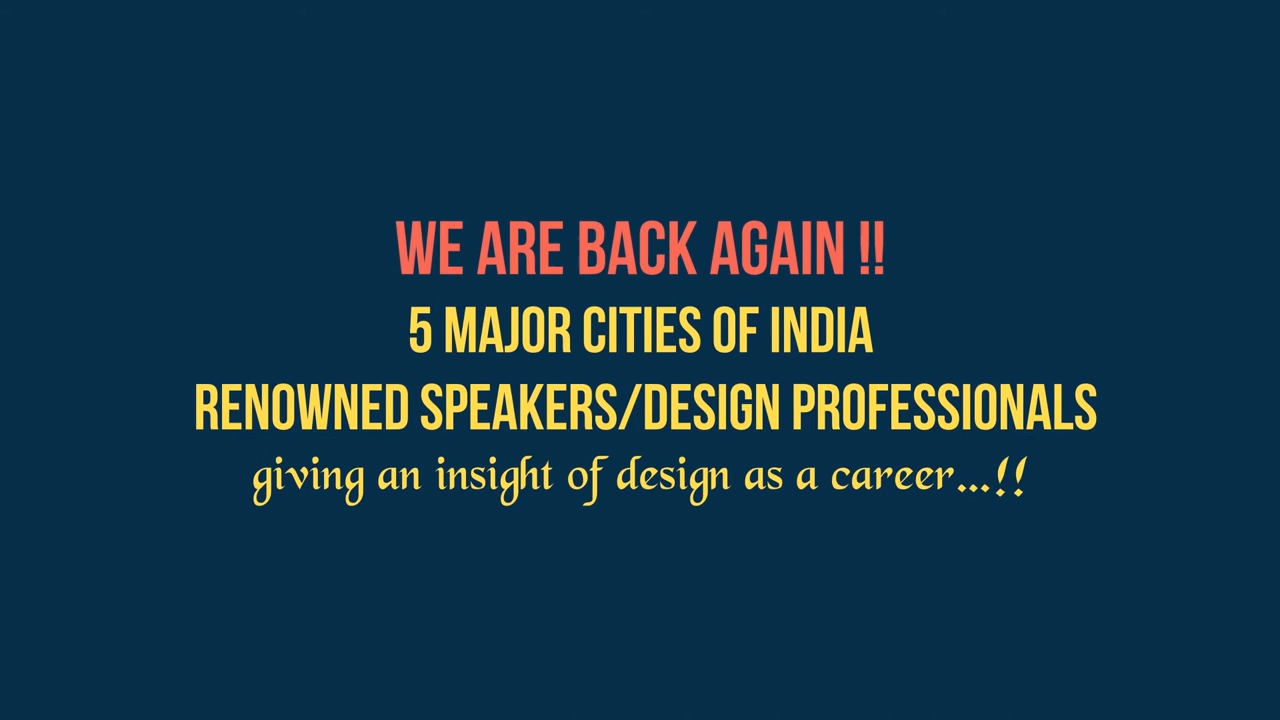 WE ARE BACK AGAIN !!
5 MAJOR CITIES OF INDIA
RENOWNED SPEAKERS/DESIGN PROFESSIONALS
giving an insight of design as a career...!!